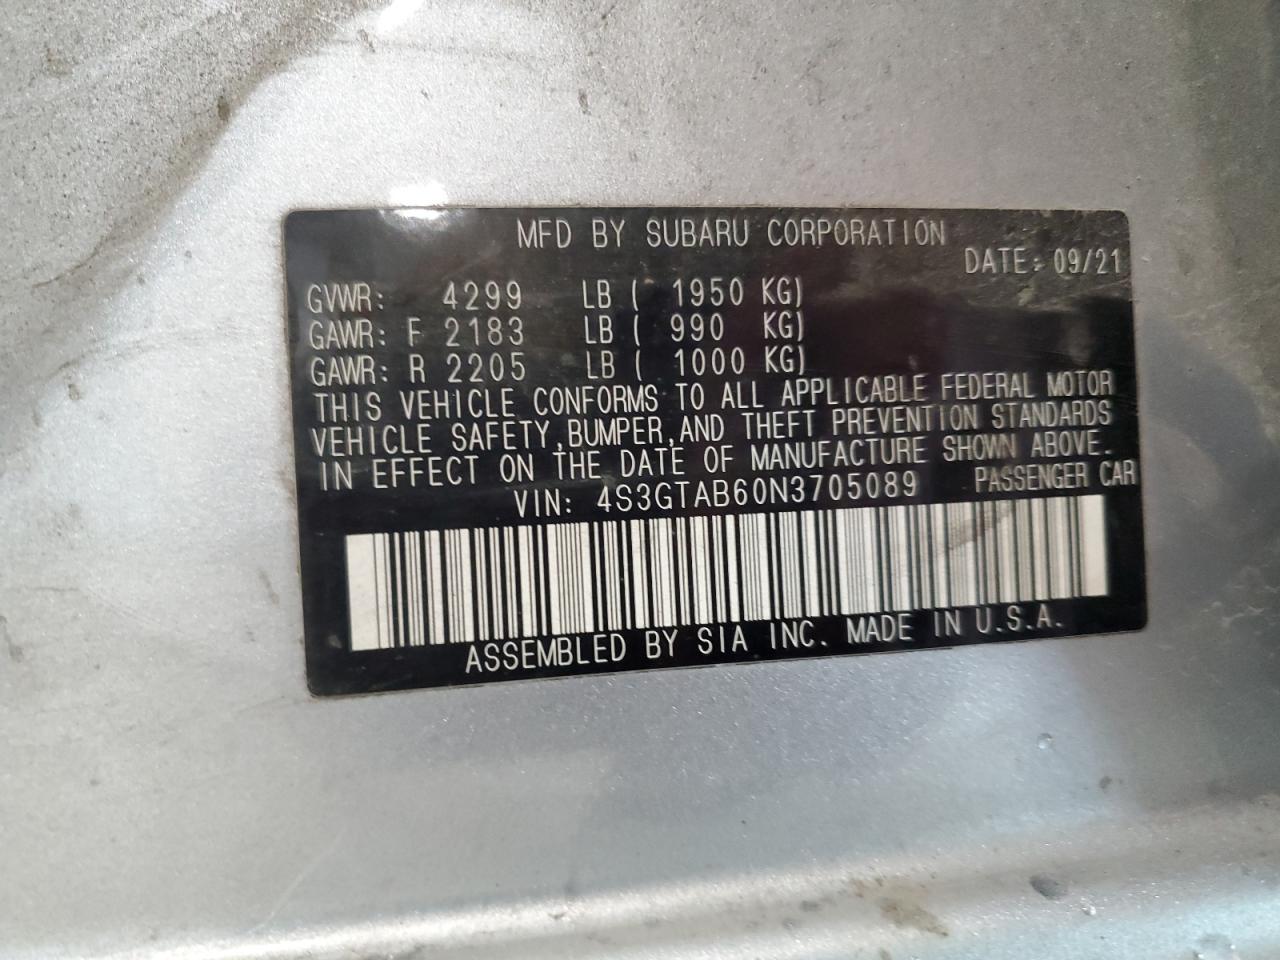 MFD BY SUBARU CORPORATION
DATE: 09/21
GVWR: 4299 LB ( 1950 KG)
GAWR: F 2183 LB ( 990 KG)
GAWR: R 2205 LB ( 1000 KG)
THIS VEHICLE CONFORMS TO ALL APPLICABLE FEDERAL MOTOR
VEHICLE SAFETY, BUMPER, AND THEFT PREVENTION STANDARDS
IN EFFECT ON THE DATE OF MANUFACTURE SHOWN ABOVE.
VIN: 4S3GTAB60N3705089 PASSENGER CAR
ASSEMBLED BY SIA INC. MADE IN U.S.A.